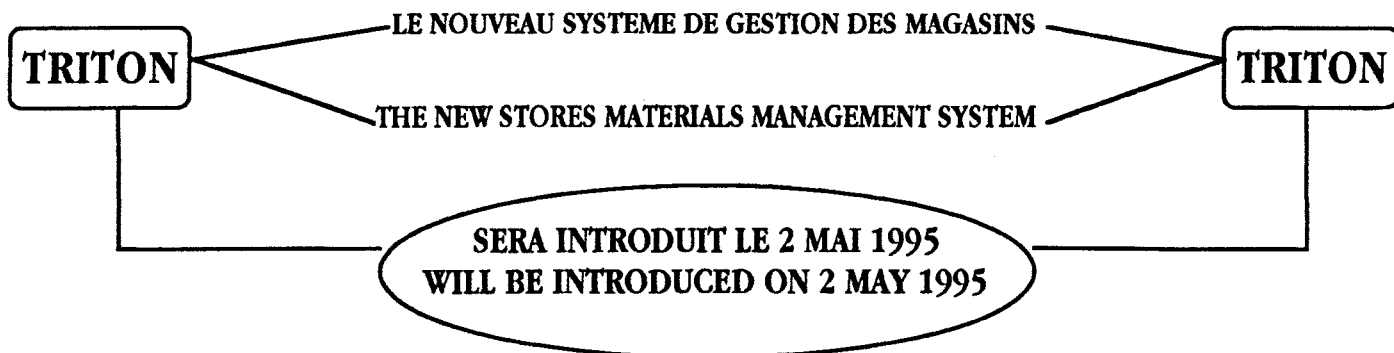 LE NOUVEAU SYSTEME DE GESTION DES MAGASINS
TRITON
TRITON
THE NEW STORES MATERIALS MANAGEMENT SYSTEM
SERA INTRODUIT LE 2 MAI 1995
WILL BE INTRODUCED ON 2 MAY 1995